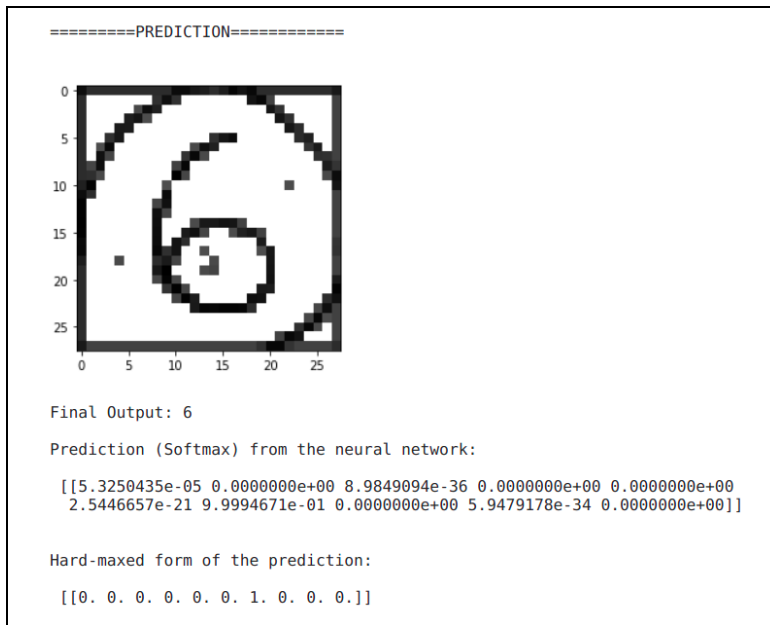 =========PREDICTION============
0
5
10
15
20
25
0 5 10 15 20 25
6
Final Output: 6
Prediction (Softmax) from the neural network:
[[5.3250435e-05 0.0000000e+00 8.9849094e-36 0.0000000e+00 0.0000000e+00
2.5446657e-21 9.9994671e-01 0.0000000e+00 5.9479178e-34 0.0000000e+00]]
Hard-maxed form of the prediction:
[[0. 0. 0. 0. 0. 0. 1. 0. 0. 0.]]